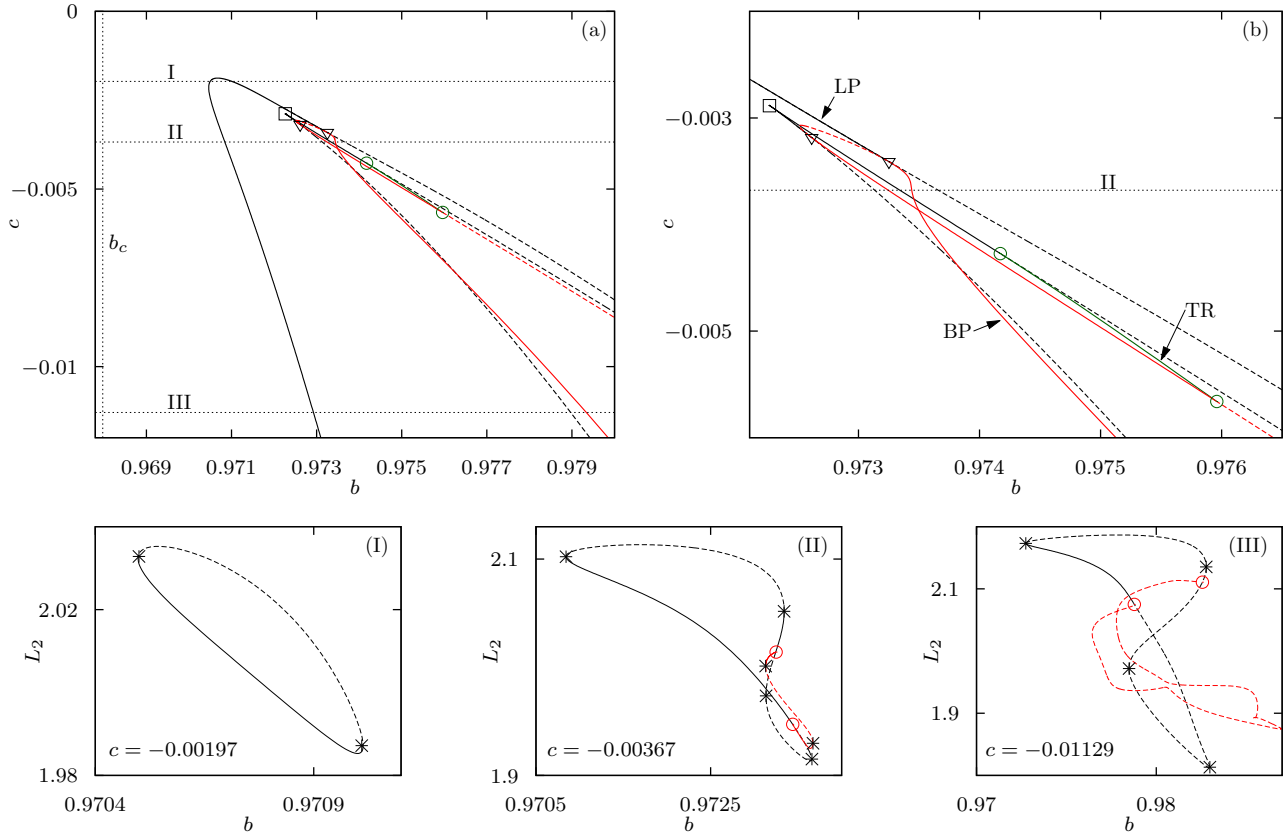 0
−0.005
−0.01
c
(a)
I
II
III
b_c
0.969
0.971
0.973
0.975
0.977
0.979
b
−0.003
−0.005
c
(b)
LP
II
TR
BP
0.973
0.974
0.975
0.976
b
2.02
1.98
L_2
(I)
c = −0.00197
0.9704
0.9709
b
2.1
1.9
L_2
(II)
c = −0.00367
0.9705
0.9725
b
2.1
1.9
L_2
(III)
c = −0.01129
0.97
0.98
b